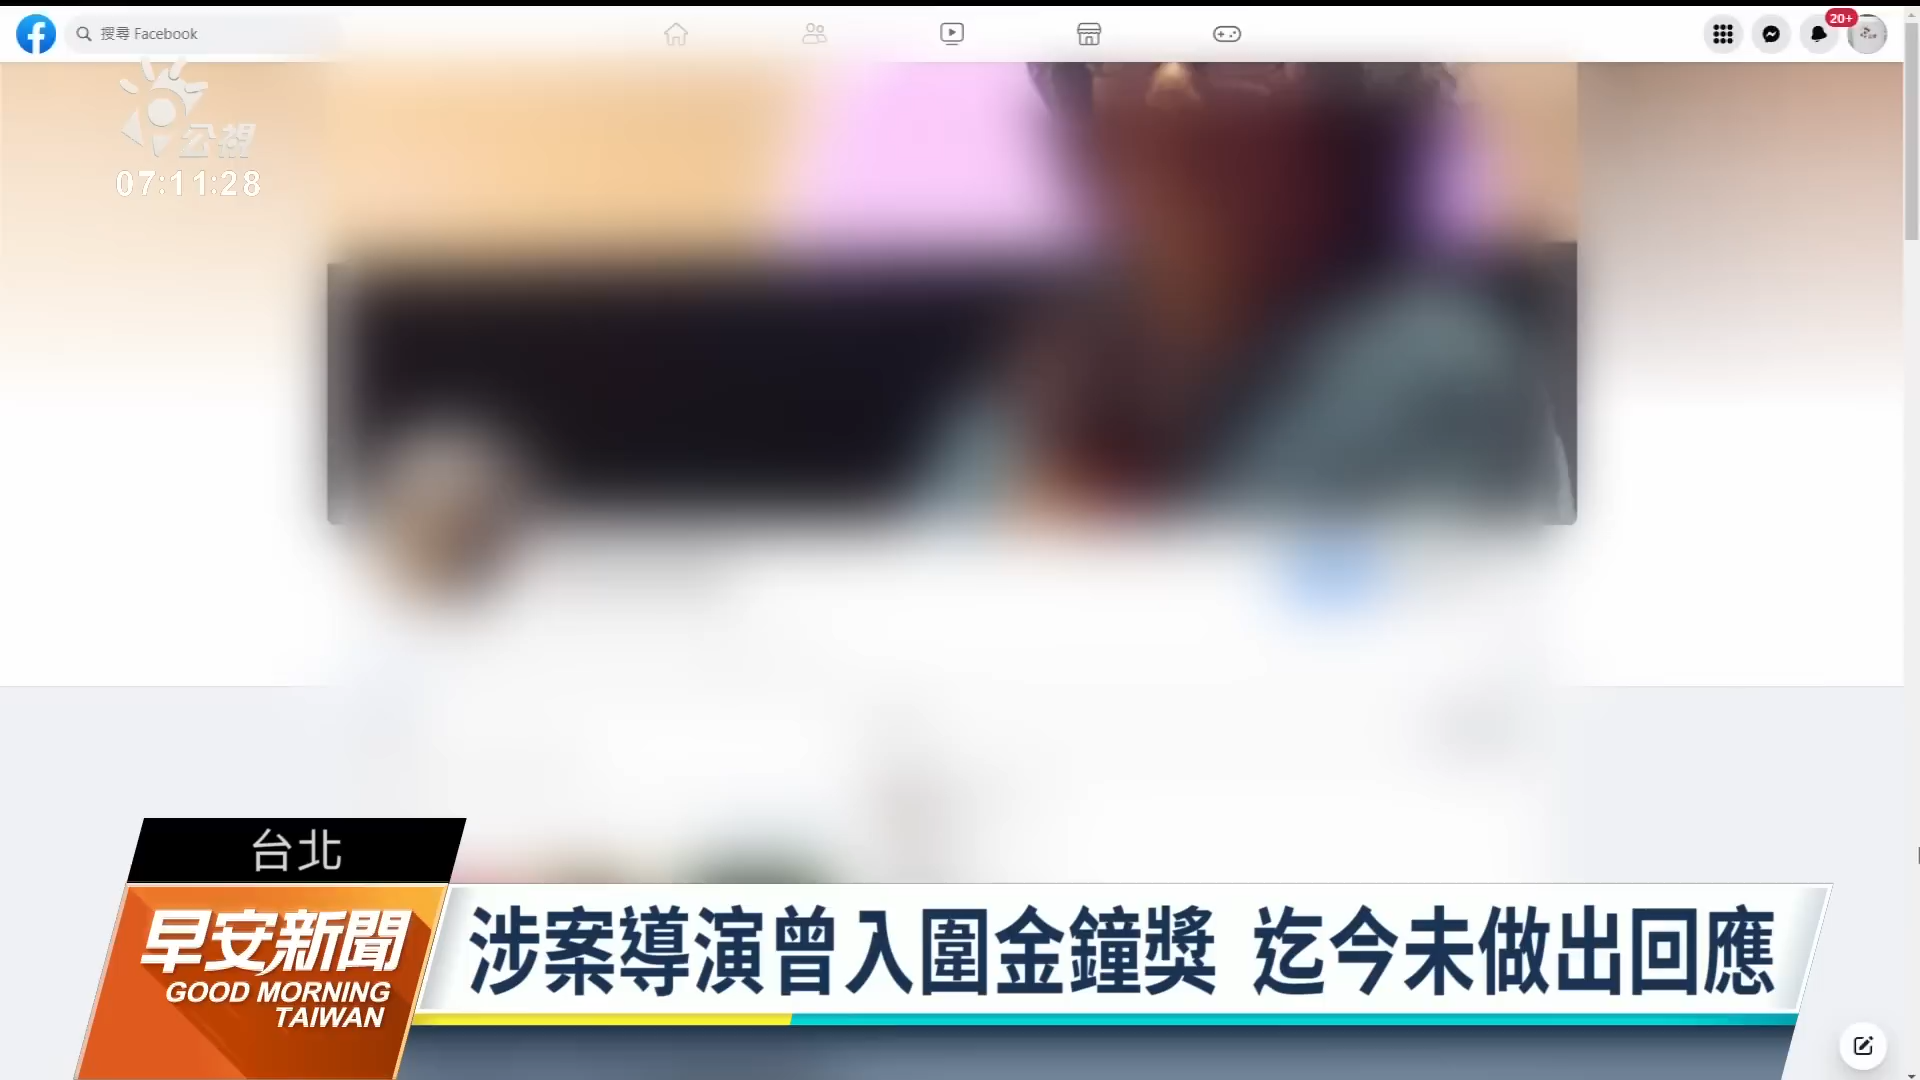 搜尋 Facebook
20+
公視
07:11:28
台北
早安新聞
GOOD MORNING
TAIWAN
涉案導演曾入圍金鐘獎 迄今未做出回應